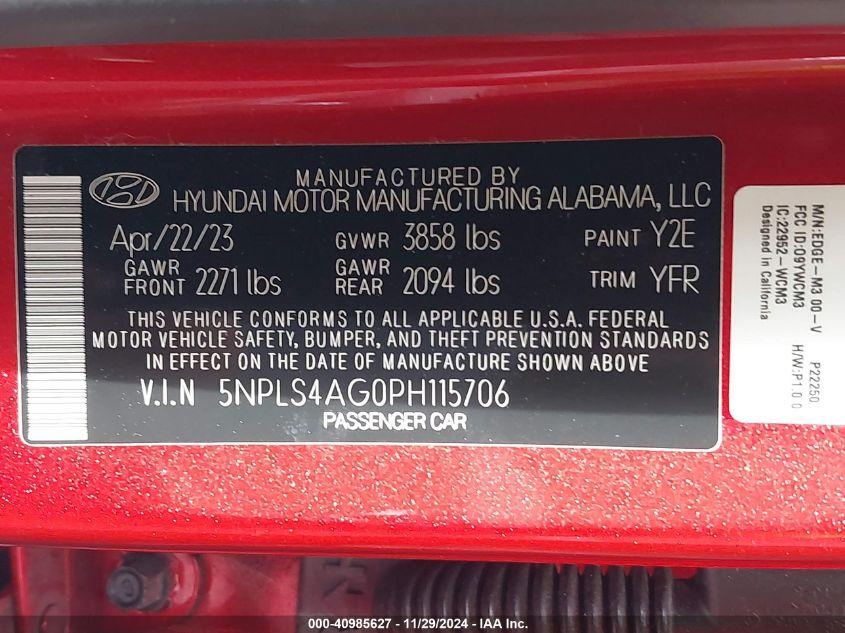 MANUFACTURED BY
HYUNDAI MOTOR MANUFACTURING ALABAMA, LLC
Apr/22/23 GVWR 3858 lbs PAINT Y2E
GAWR FRONT 2271 lbs GAWR REAR 2094 lbs TRIM YFR
THIS VEHICLE CONFORMS TO ALL APPLICABLE U.S.A. FEDERAL
MOTOR VEHICLE SAFETY, BUMPER, AND THEFT PREVENTION STANDARDS
IN EFFECT ON THE DATE OF MANUFACTURE SHOWN ABOVE
V.I.N 5NPLS4AG0PH115706
PASSENGER CAR
M/N:EDGE-M3 00-V P22250
FCC ID:O9YWCM3 H/W:P1.0 0
IC:22952-WCM3
Designed in California
000-40985627 - 11/29/2024 - IAA Inc.